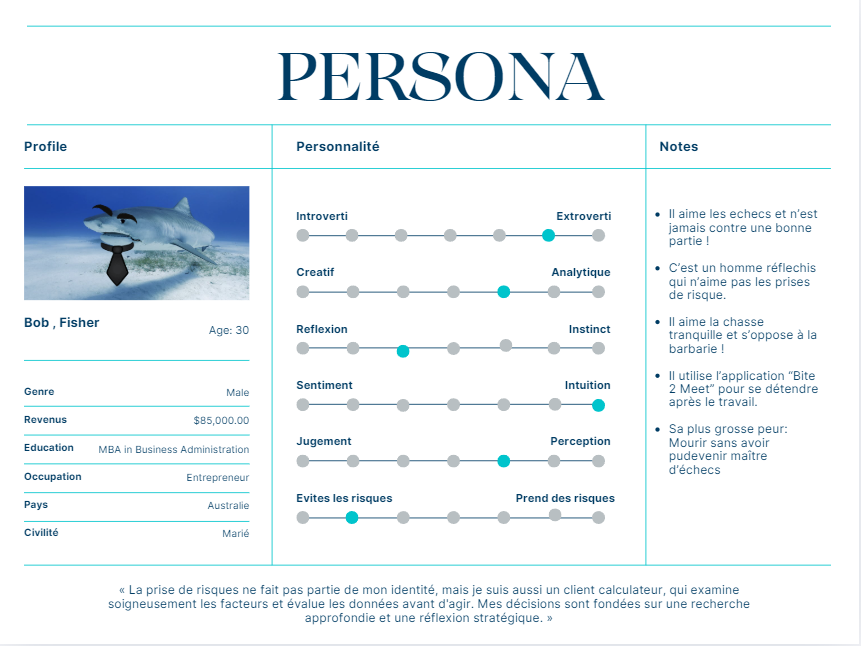 PERSONA
Profile
Personnalité
Notes
Bob , Fisher
Age: 30
Genre
Male
Revenus
$85,000.00
Education
MBA in Business Administration
Occupation
Entrepreneur
Pays
Australie
Civilité
Marié
Introverti
Extroverti
Creatif
Analytique
Reflexion
Instinct
Sentiment
Intuition
Jugement
Perception
Evites les risques
Prend des risques
Il aime les echecs et n'est
jamais contre une bonne
partie !
C'est un homme réflechis
qui n'aime pas les prises
de risque.
Il aime la chasse
tranquille et s'oppose à la
barbarie !
Il utilise l'application “Bite
2 Meet” pour se détendre
après le travail.
Sa plus grosse peur:
Mourir sans avoir
pudevenir maître
d'échecs
« La prise de risques ne fait pas partie de mon identité, mais je suis aussi un client calculateur, qui examine
soigneusement les facteurs et évalue les données avant d'agir. Mes décisions sont fondées sur une recherche
approfondie et une réflexion stratégique. »